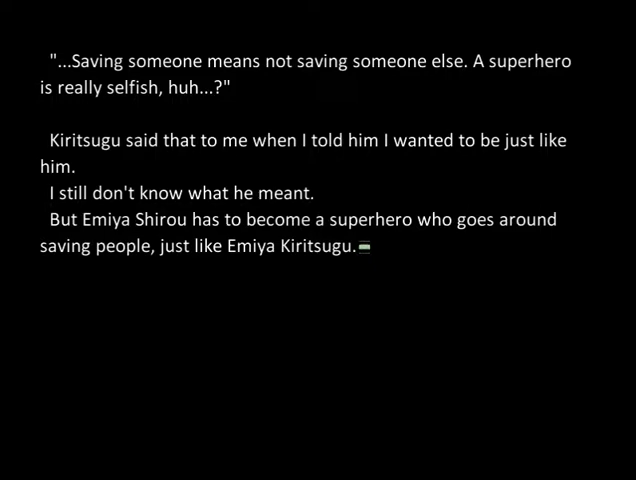 "...Saving someone means not saving someone else. A superhero
is really selfish, huh...?"
Kiritsugu said that to me when I told him I wanted to be just like
him.
I still don't know what he meant.
But Emiya Shirou has to become a superhero who goes around
saving people, just like Emiya Kiritsugu.